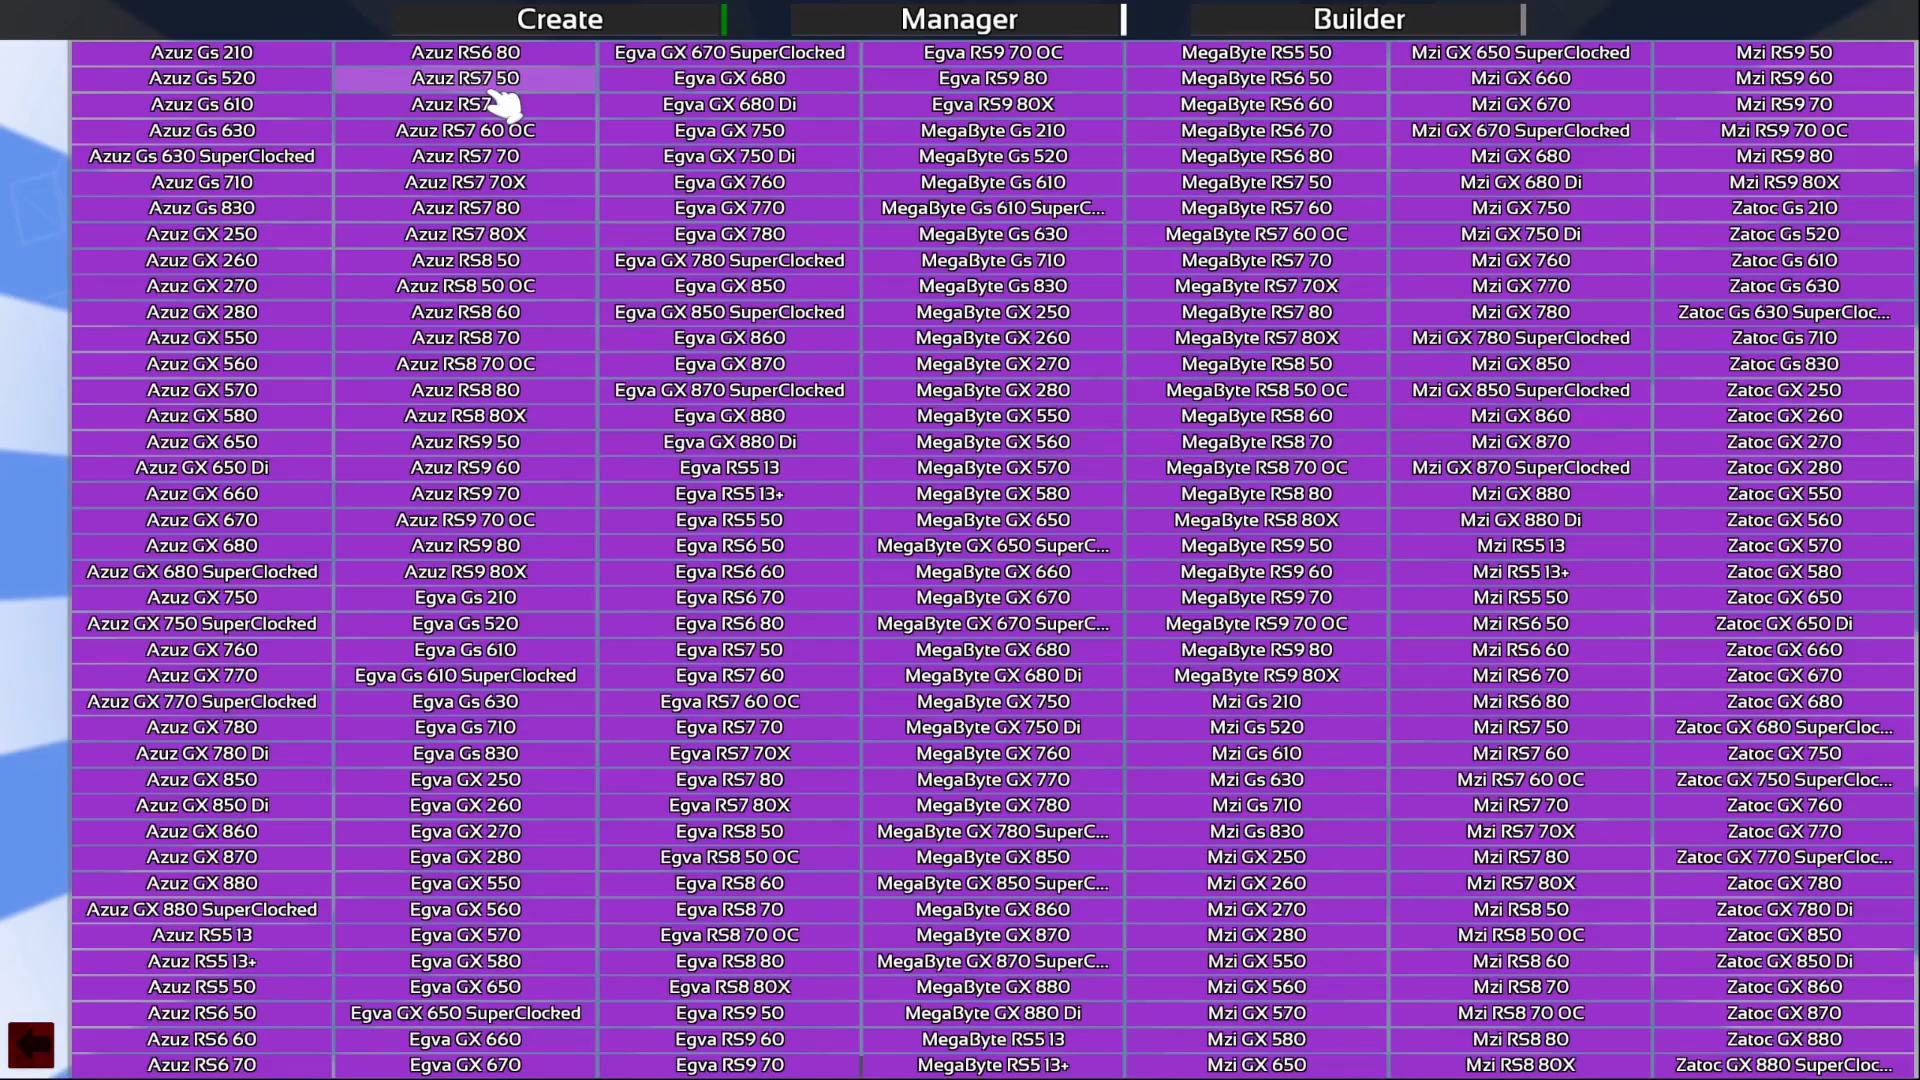 Create
Manager
Builder
Azuz Gs 210
Azuz Gs 520
Azuz Gs 610
Azuz Gs 630
Azuz Gs 630 SuperClocked
Azuz Gs 710
Azuz Gs 830
Azuz GX 250
Azuz GX 260
Azuz GX 270
Azuz GX 280
Azuz GX 550
Azuz GX 560
Azuz GX 570
Azuz GX 580
Azuz GX 650
Azuz GX 650 Di
Azuz GX 660
Azuz GX 670
Azuz GX 680
Azuz GX 680 SuperClocked
Azuz GX 750
Azuz GX 750 SuperClocked
Azuz GX 760
Azuz GX 770
Azuz GX 770 SuperClocked
Azuz GX 780
Azuz GX 780 Di
Azuz GX 850
Azuz GX 850 Di
Azuz GX 860
Azuz GX 870
Azuz GX 880
Azuz GX 880 SuperClocked
Azuz RS5 13
Azuz RS5 13+
Azuz RS5 50
Azuz RS6 50
Azuz RS6 60
Azuz RS6 70
Azuz RS6 80
Azuz RS7 50
Azuz RS7
Azuz RS7 60 OC
Azuz RS7 70
Azuz RS7 70X
Azuz RS7 80
Azuz RS7 80X
Azuz RS8 50
Azuz RS8 50 OC
Azuz RS8 60
Azuz RS8 70
Azuz RS8 70 OC
Azuz RS8 80
Azuz RS8 80X
Azuz RS9 50
Azuz RS9 60
Azuz RS9 70
Azuz RS9 70 OC
Azuz RS9 80
Azuz RS9 80X
Egva Gs 210
Egva Gs 520
Egva Gs 610
Egva Gs 610 SuperClocked
Egva Gs 630
Egva Gs 710
Egva Gs 830
Egva GX 250
Egva GX 260
Egva GX 270
Egva GX 280
Egva GX 550
Egva GX 560
Egva GX 570
Egva GX 580
Egva GX 650
Egva GX 650 SuperClocked
Egva GX 660
Egva GX 670
Egva GX 670 SuperClocked
Egva GX 680
Egva GX 680 Di
Egva GX 750
Egva GX 750 Di
Egva GX 760
Egva GX 770
Egva GX 780
Egva GX 780 SuperClocked
Egva GX 850
Egva GX 850 SuperClocked
Egva GX 860
Egva GX 870
Egva GX 870 SuperClocked
Egva GX 880
Egva GX 880 Di
Egva RS5 13
Egva RS5 13+
Egva RS5 50
Egva RS6 50
Egva RS6 60
Egva RS6 70
Egva RS6 80
Egva RS7 50
Egva RS7 60
Egva RS7 60 OC
Egva RS7 70
Egva RS7 70X
Egva RS7 80
Egva RS7 80X
Egva RS8 50
Egva RS8 50 OC
Egva RS8 60
Egva RS8 70
Egva RS8 70 OC
Egva RS8 80
Egva RS8 80X
Egva RS9 50
Egva RS9 60
Egva RS9 70
Egva RS9 70 OC
Egva RS9 80
Egva RS9 80X
MegaByte Gs 210
MegaByte Gs 520
MegaByte Gs 610
MegaByte Gs 610 SuperC...
MegaByte Gs 630
MegaByte Gs 710
MegaByte Gs 830
MegaByte GX 250
MegaByte GX 260
MegaByte GX 270
MegaByte GX 280
MegaByte GX 550
MegaByte GX 560
MegaByte GX 570
MegaByte GX 580
MegaByte GX 650
MegaByte GX 650 SuperC...
MegaByte GX 660
MegaByte GX 670
MegaByte GX 670 SuperC...
MegaByte GX 680
MegaByte GX 680 Di
MegaByte GX 750
MegaByte GX 750 Di
MegaByte GX 760
MegaByte GX 770
MegaByte GX 780
MegaByte GX 780 SuperC...
MegaByte GX 850
MegaByte GX 850 SuperC...
MegaByte GX 860
MegaByte GX 870
MegaByte GX 870 SuperC...
MegaByte GX 880
MegaByte GX 880 Di
MegaByte RS5 13
MegaByte RS5 13+
MegaByte RS5 50
MegaByte RS6 50
MegaByte RS6 60
MegaByte RS6 70
MegaByte RS6 80
MegaByte RS7 50
MegaByte RS7 60
MegaByte RS7 60 OC
MegaByte RS7 70
MegaByte RS7 70X
MegaByte RS7 80
MegaByte RS7 80X
MegaByte RS8 50
MegaByte RS8 50 OC
MegaByte RS8 60
MegaByte RS8 70
MegaByte RS8 70 OC
MegaByte RS8 80
MegaByte RS8 80X
MegaByte RS9 50
MegaByte RS9 60
MegaByte RS9 70
MegaByte RS9 70 OC
MegaByte RS9 80
MegaByte RS9 80X
Mzi Gs 210
Mzi Gs 520
Mzi Gs 610
Mzi Gs 630
Mzi Gs 710
Mzi Gs 830
Mzi GX 250
Mzi GX 260
Mzi GX 270
Mzi GX 280
Mzi GX 550
Mzi GX 560
Mzi GX 570
Mzi GX 580
Mzi GX 650
Mzi GX 650 SuperClocked
Mzi GX 660
Mzi GX 670
Mzi GX 670 SuperClocked
Mzi GX 680
Mzi GX 680 Di
Mzi GX 750
Mzi GX 750 Di
Mzi GX 760
Mzi GX 770
Mzi GX 780
Mzi GX 780 SuperClocked
Mzi GX 850
Mzi GX 850 SuperClocked
Mzi GX 860
Mzi GX 870
Mzi GX 870 SuperClocked
Mzi GX 880
Mzi GX 880 Di
Mzi RS5 13
Mzi RS5 13+
Mzi RS5 50
Mzi RS6 50
Mzi RS6 60
Mzi RS6 70
Mzi RS6 80
Mzi RS7 50
Mzi RS7 60
Mzi RS7 60 OC
Mzi RS7 70
Mzi RS7 70X
Mzi RS7 80
Mzi RS7 80X
Mzi RS8 50
Mzi RS8 50 OC
Mzi RS8 60
Mzi RS8 70
Mzi RS8 70 OC
Mzi RS8 80
Mzi RS8 80X
Mzi RS9 50
Mzi RS9 60
Mzi RS9 70
Mzi RS9 70 OC
Mzi RS9 80
Mzi RS9 80X
Zatoc Gs 210
Zatoc Gs 520
Zatoc Gs 610
Zatoc Gs 630
Zatoc Gs 630 SuperCloc...
Zatoc Gs 710
Zatoc Gs 830
Zatoc GX 250
Zatoc GX 260
Zatoc GX 270
Zatoc GX 280
Zatoc GX 550
Zatoc GX 560
Zatoc GX 570
Zatoc GX 580
Zatoc GX 650
Zatoc GX 650 Di
Zatoc GX 660
Zatoc GX 670
Zatoc GX 680
Zatoc GX 680 SuperCloc...
Zatoc GX 750
Zatoc GX 750 SuperCloc...
Zatoc GX 760
Zatoc GX 770
Zatoc GX 770 SuperCloc...
Zatoc GX 780
Zatoc GX 780 Di
Zatoc GX 850
Zatoc GX 850 Di
Zatoc GX 860
Zatoc GX 870
Zatoc GX 880
Zatoc GX 880 SuperCloc...